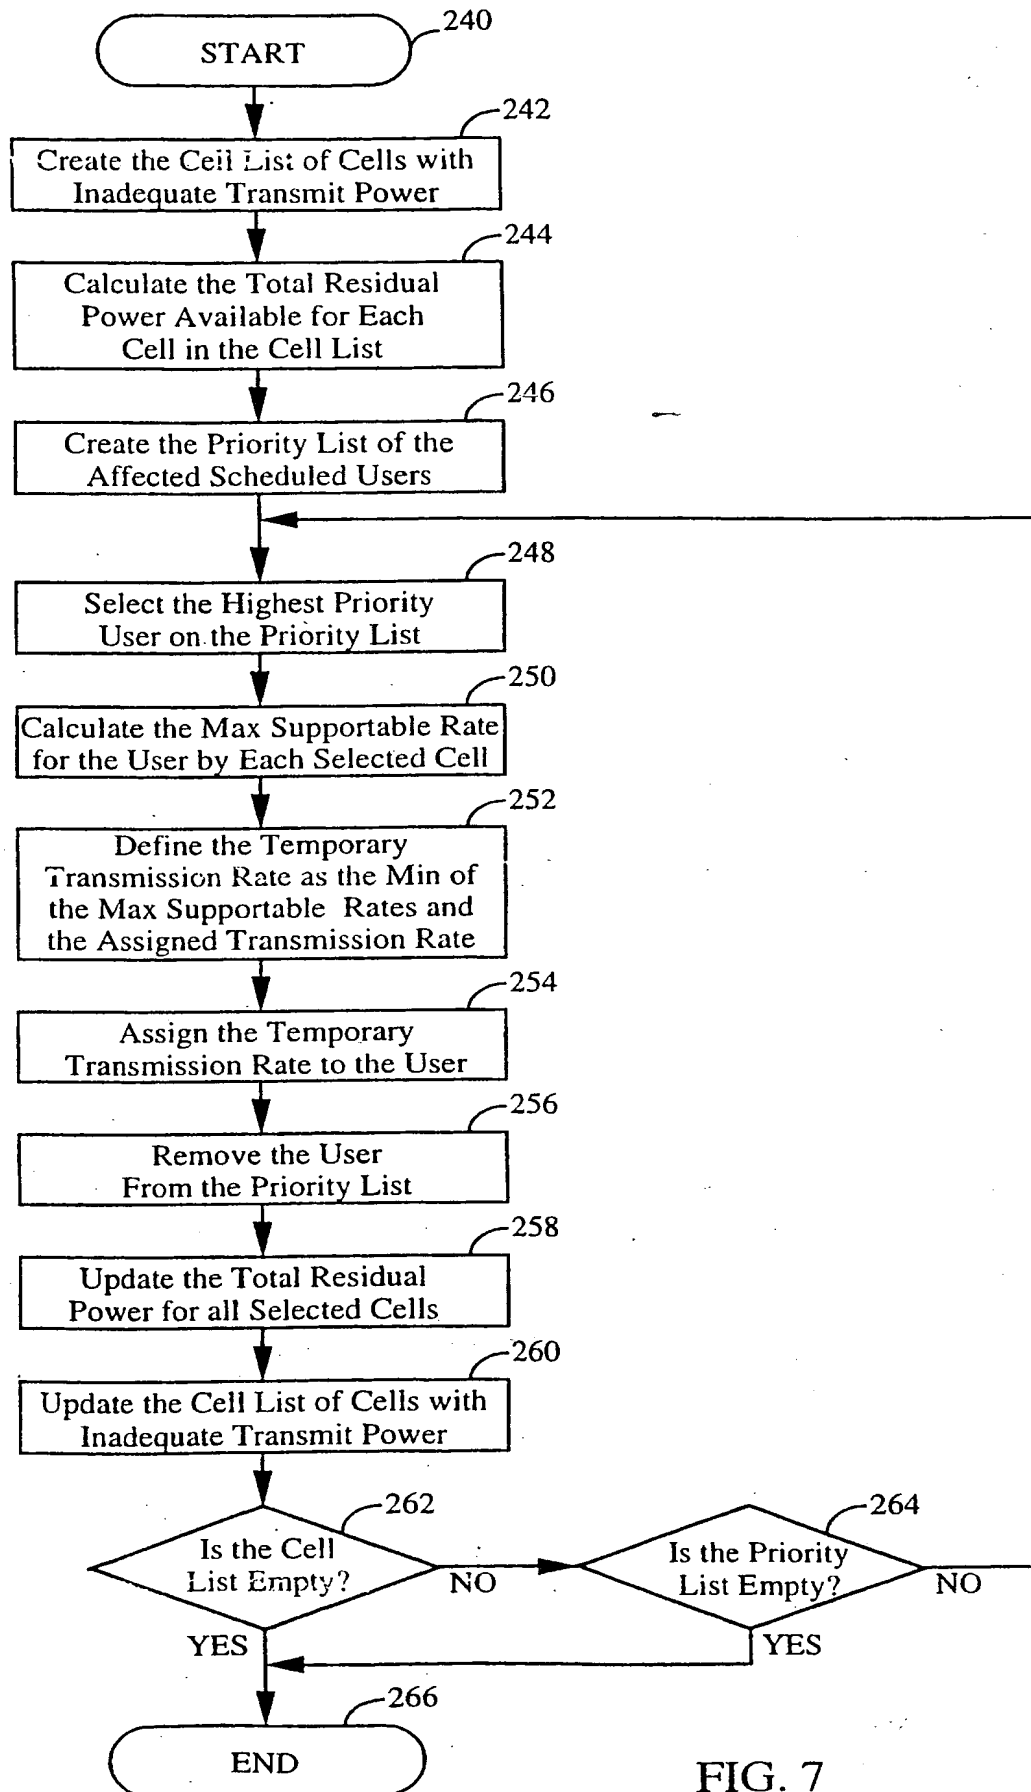 240
START
242
Create the Cell List of Cells with
Inadequate Transmit Power
244
Calculate the Total Residual
Power Available for Each
Cell in the Cell List
246
Create the Priority List of the
Affected Scheduled Users
248
Select the Highest Priority
User on the Priority List
250
Calculate the Max Supportable Rate
for the User by Each Selected Cell
252
Define the Temporary
Transmission Rate as the Min of
the Max Supportable Rates and
the Assigned Transmission Rate
254
Assign the Temporary
Transmission Rate to the User
256
Remove the User
From the Priority List
258
Update the Total Residual
Power for all Selected Cells
260
Update the Cell List of Cells with
Inadequate Transmit Power
262
Is the Cell
List Empty?
NO
YES
264
Is the Priority
List Empty?
NO
YES
266
END
FIG. 7